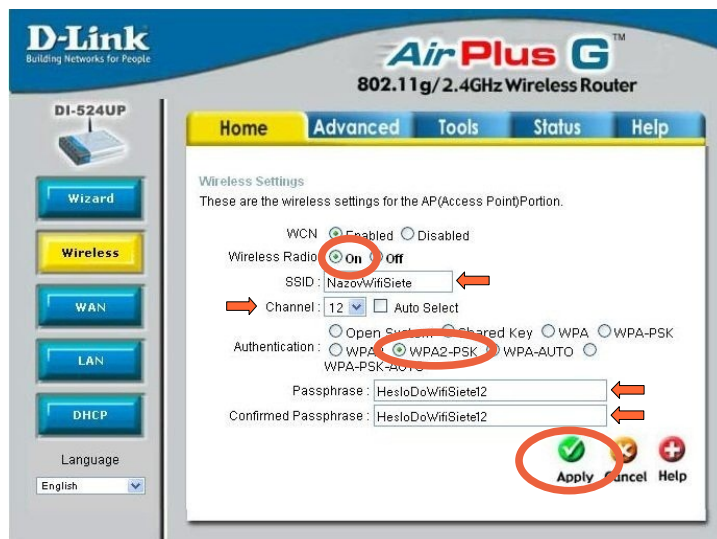 D-Link
Building Networks for People
AirPlus G™
802.11g/2.4GHz Wireless Router
DI-524UP
Home Advanced Tools Status Help
Wizard
Wireless
WAN
LAN
DHCP
Language
English
Wireless Settings
These are the wireless settings for the AP(Access Point)Portion.
WCN Enabled Disabled
Wireless Radio On Off
SSID : NazovWifiSiete
Channel : 12 Auto Select
Open System Shared Key WPA WPA-PSK
Authentication : WPA2 WPA2-PSK WPA-AUTO
WPA-PSK-AUTO
Passphrase : HesloDoWifiSiete12
Confirmed Passphrase : HesloDoWifiSiete12
Apply Cancel Help